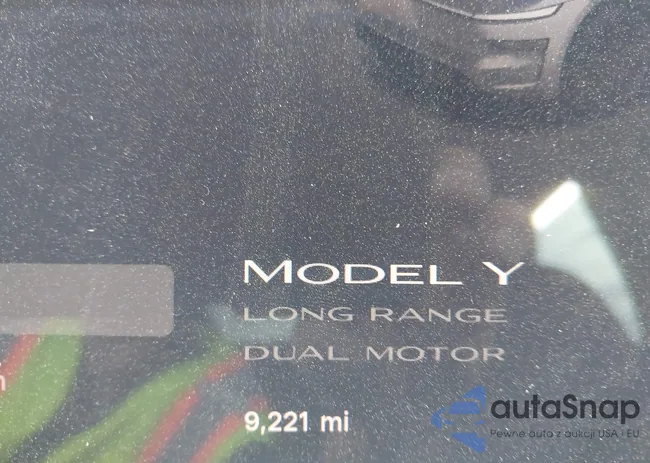 MODEL Y
LONG RANGE
DUAL MOTOR
9,221 mi
autaSnap
Pewne auta z aukcji USA i EU